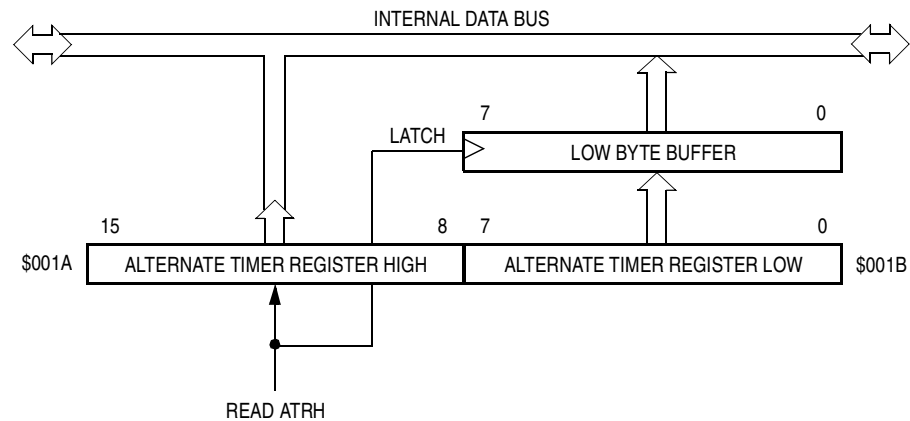 INTERNAL DATA BUS
7 0
LATCH
LOW BYTE BUFFER
15 8 7 0
$001A ALTERNATE TIMER REGISTER HIGH ALTERNATE TIMER REGISTER LOW $001B
READ ATRH